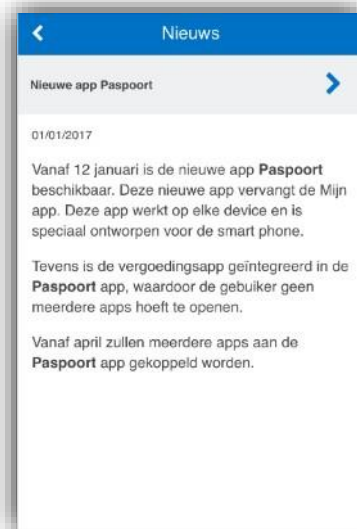 Nieuws
Nieuwe app Paspoort
01/01/2017
Vanaf 12 januari is de nieuwe app Paspoort
beschikbaar. Deze nieuwe app vervangt de Mijn
app. Deze app werkt op elke device en is
speciaal ontworpen voor de smart phone.
Tevens is de vergoedingsapp geïntegreerd in de
Paspoort app, waardoor de gebuiker geen
meerdere apps hoeft te openen.
Vanaf april zullen meerdere apps aan de
Paspoort app gekoppeld worden.